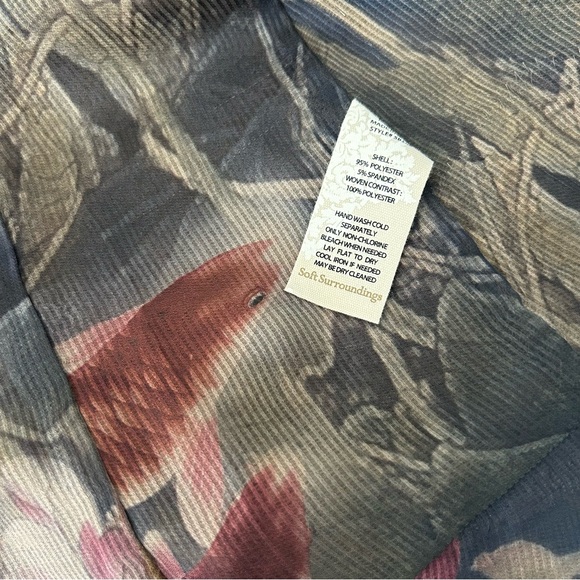 SHELL:
95% POLYESTER
5% SPANDEX
WOVEN CONTRAST:
100% POLYESTER
HAND WASH COLD
SEPARATELY
ONLY NON-CHLORINE
BLEACH WHEN NEEDED
LAY FLAT TO DRY
COOL IRON IF NEEDED
MAY BE DRY CLEANED
Soft Surroundings